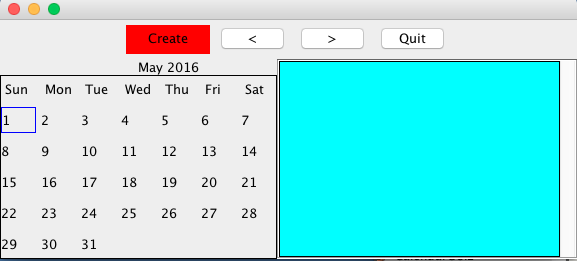 Create < > Quit
May 2016
Sun Mon Tue Wed Thu Fri Sat
1 2 3 4 5 6 7
8 9 10 11 12 13 14
15 16 17 18 19 20 21
22 23 24 25 26 27 28
29 30 31